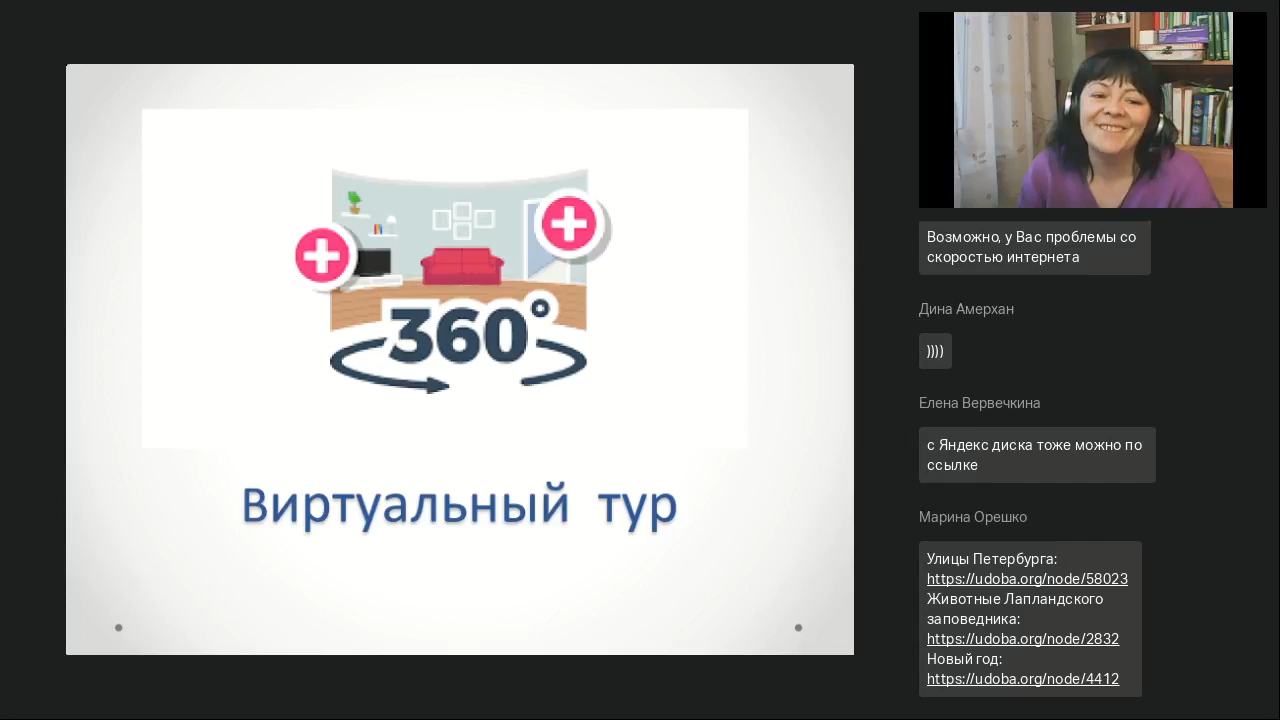 360°
Виртуальный тур
Возможно, у Вас проблемы со
скоростью интернета
Дина Амерхан
))))
Елена Вервечкина
с Яндекс диска тоже можно по
ссылке
Марина Орешко
Улицы Петербурга:
https://udoba.org/node/58023
Животные Лапландского
заповедника:
https://udoba.org/node/2832
Новый год:
https://udoba.org/node/4412